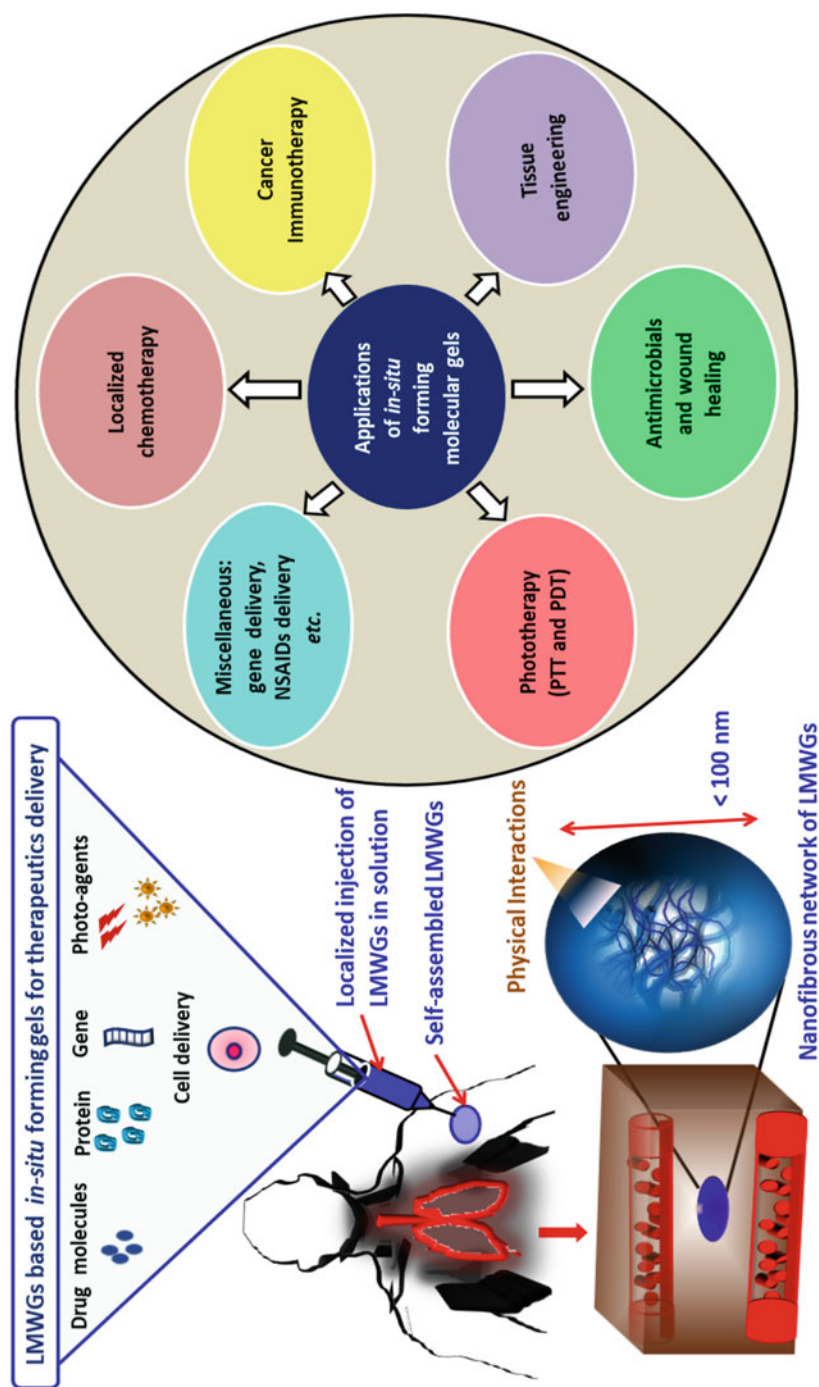 LMWGs based in-situ forming gels for therapeutics delivery
Drug molecules
Protein
Gene
Photo-agents
Cell delivery
Localized injection of
LMWGs in solution
Self-assembled LMWGs
Physical Interactions
< 100 nm
Nanofibrous network of LMWGs
Applications
of in-situ
forming
molecular gels
Localized
chemotherapy
Cancer
Immunotherapy
Tissue
engineering
Antimicrobials
and wound
healing
Phototherapy
(PTT and PDT)
Miscellaneous:
gene delivery,
NSAIDs delivery
etc.